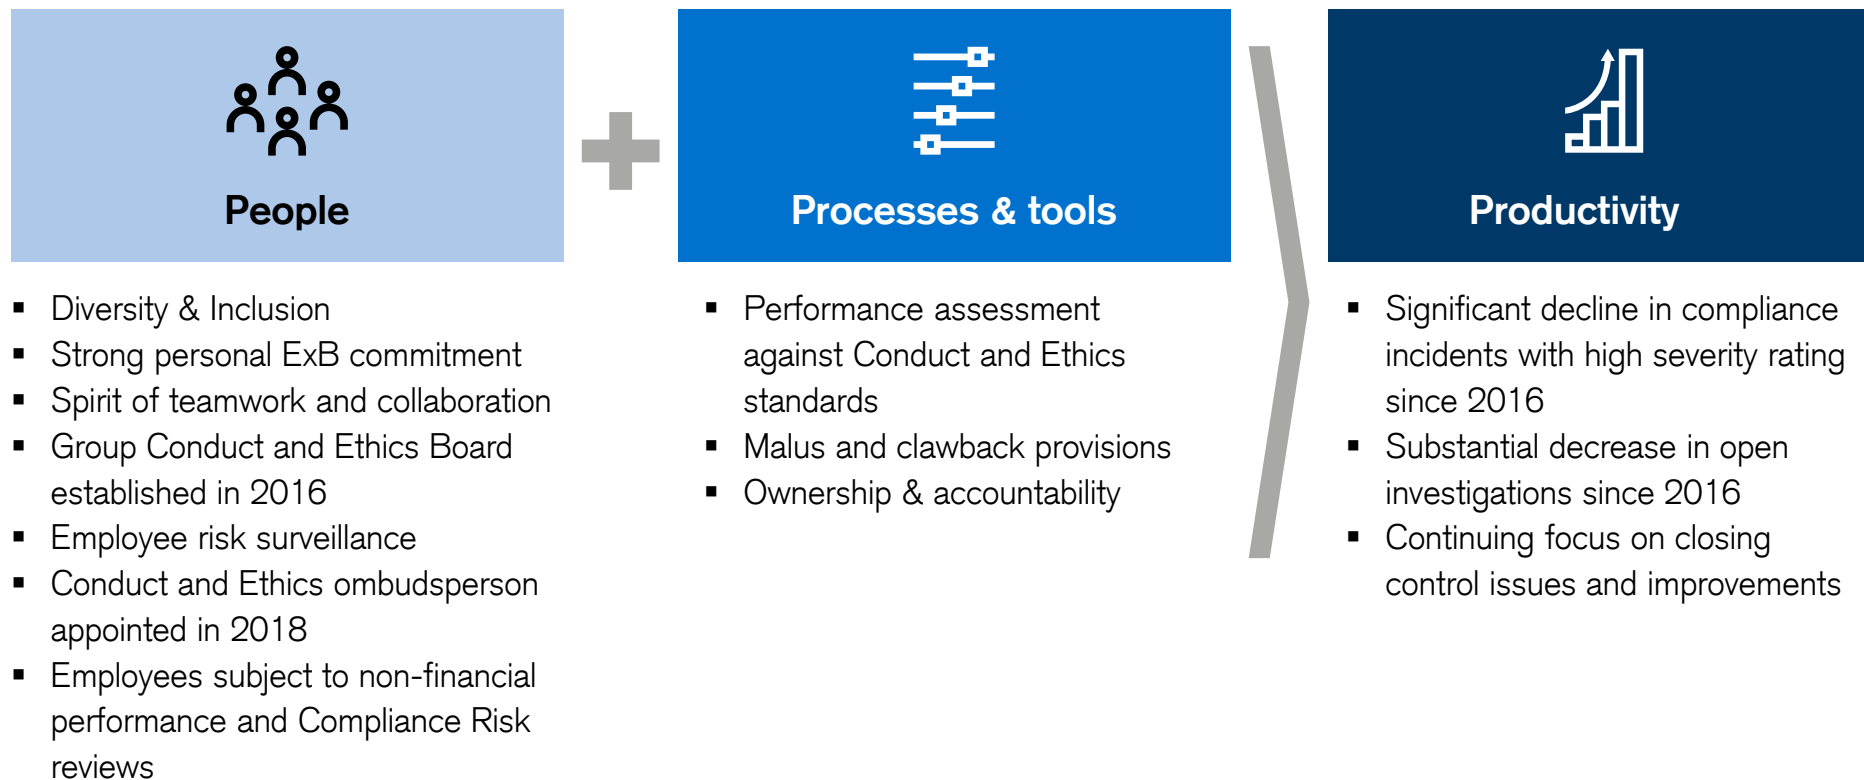 People
▪ Diversity & Inclusion
▪ Strong personal ExB commitment
▪ Spirit of teamwork and collaboration
▪ Group Conduct and Ethics Board
established in 2016
▪ Employee risk surveillance
▪ Conduct and Ethics ombudsperson
appointed in 2018
▪ Employees subject to non-financial
performance and Compliance Risk
reviews
Processes & tools
▪ Performance assessment
against Conduct and Ethics
standards
▪ Malus and clawback provisions
▪ Ownership & accountability
Productivity
▪ Significant decline in compliance
incidents with high severity rating
since 2016
▪ Substantial decrease in open
investigations since 2016
▪ Continuing focus on closing
control issues and improvements